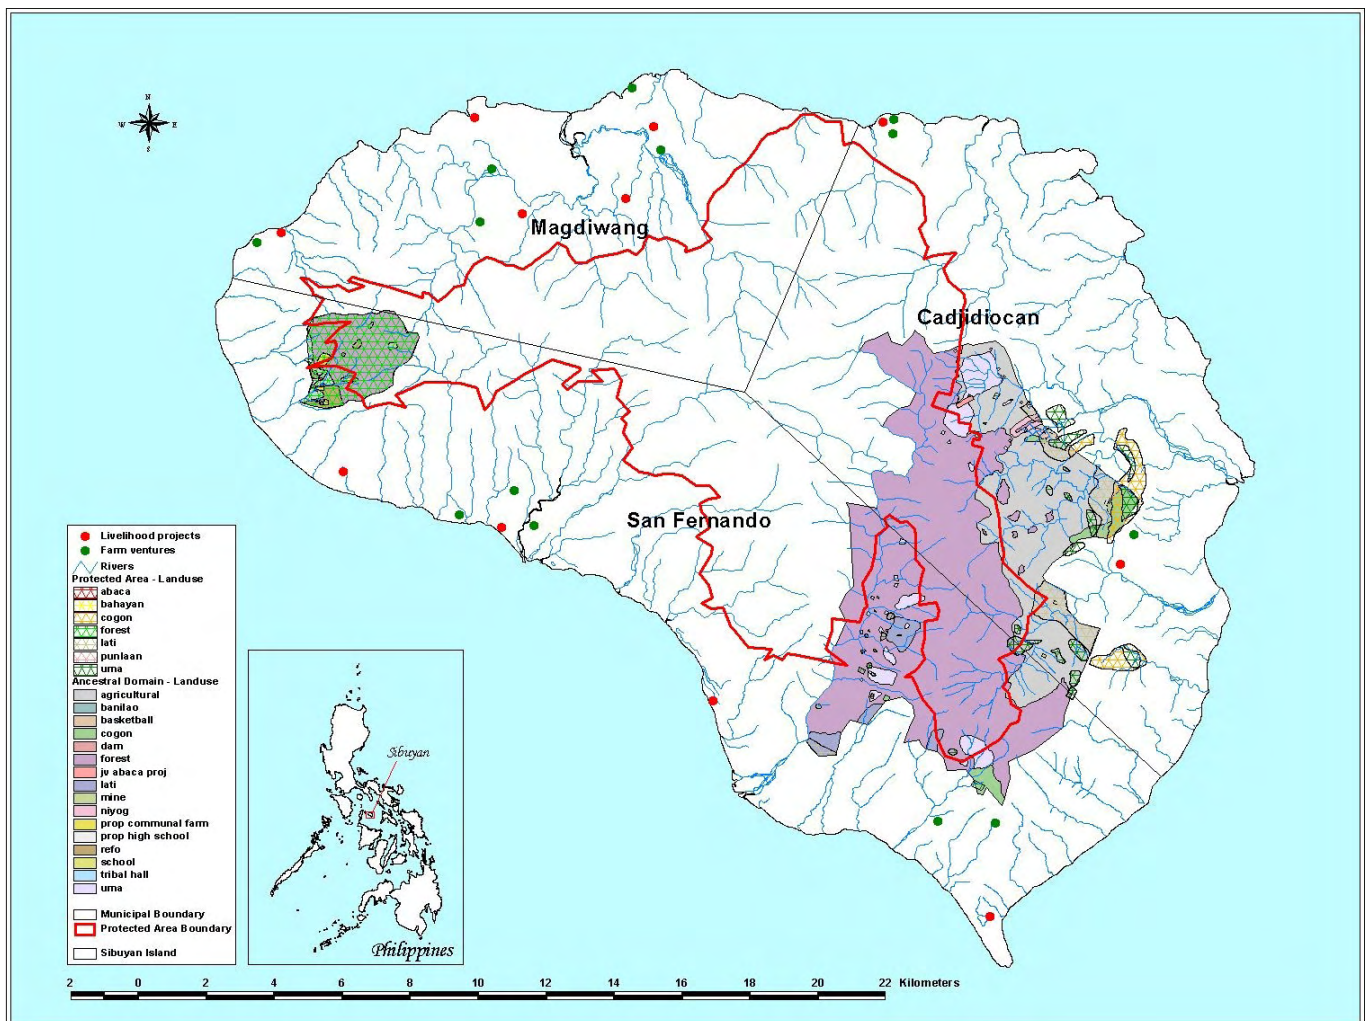 N
W E
S
Magdiwang
Cadjidiocan
San Fernando
Livelihood projects
Farm ventures
Rivers
Protected Area - Landuse
abaca
bahayan
cogon
forest
lati
punlaan
uma
Ancestral Domain - Landuse
agricultural
banilao
basketball
cogon
dam
forest
jv abaca proj
lati
mine
niyog
prop communal farm
prop high school
refo
school
tribal hall
uma
Municipal Boundary
Protected Area Boundary
Sibuyan Island
Sibuyan
Philippines
2 0 2 4 6 8 10 12 14 16 18 20 22 Kilometers